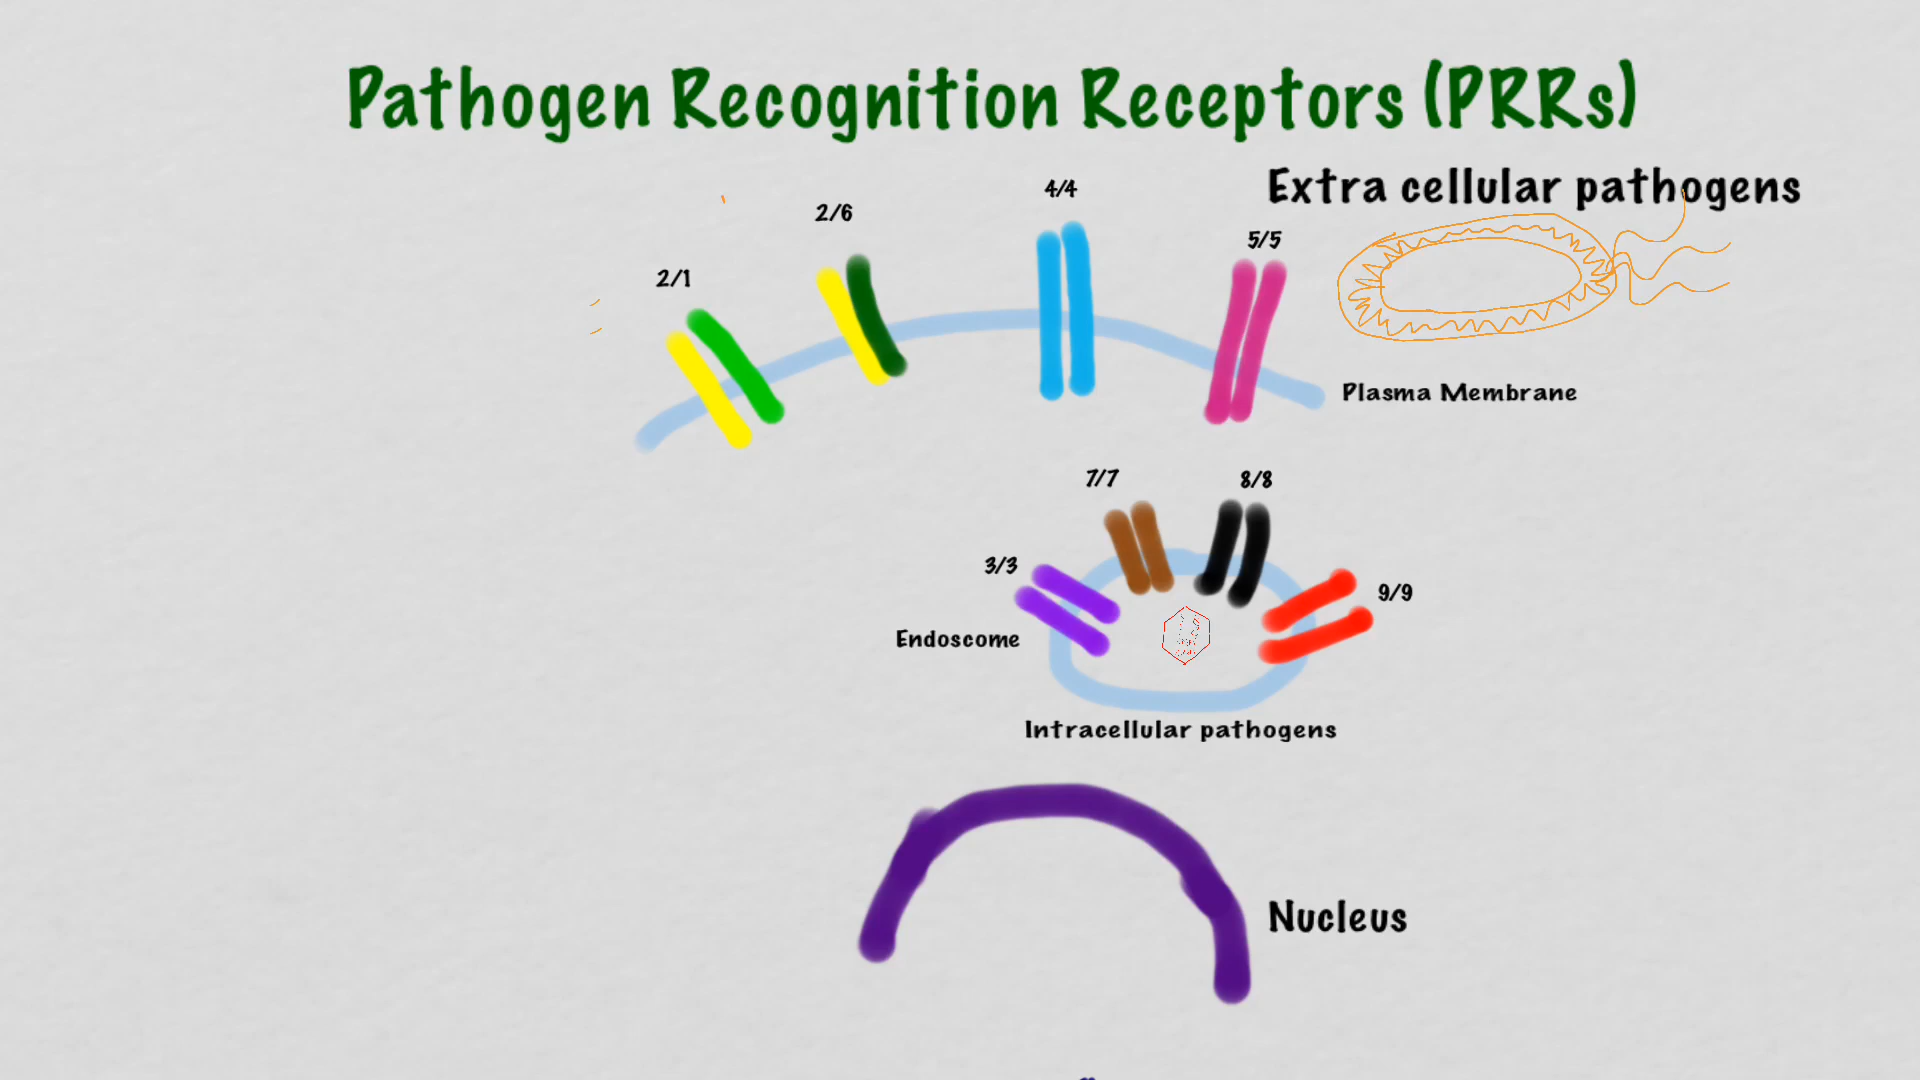 Pathogen Recognition Receptors (PRRs)
Extra cellular pathogens
4/4
2/6
5/5
2/1
Plasma Membrane
7/7
8/8
3/3
9/9
Endoscome
Intracellular pathogens
Nucleus